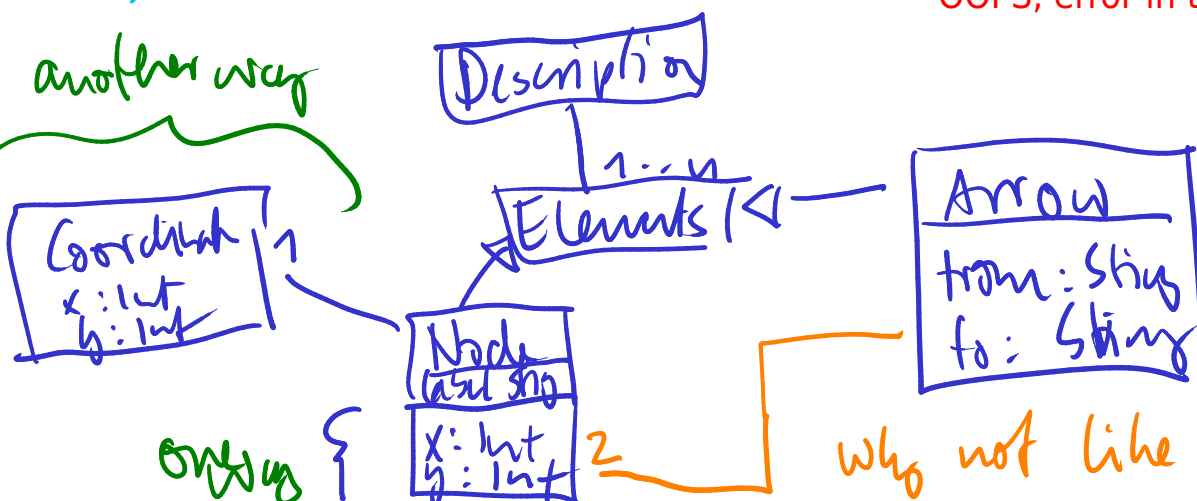 OOPS, error in
another way
Description
1...n
Elements
Arrow
from: String
to: String
Coordinate
x: Int
y: Int
1
Node
label
x: Int
y: Int
2
one way
why not like